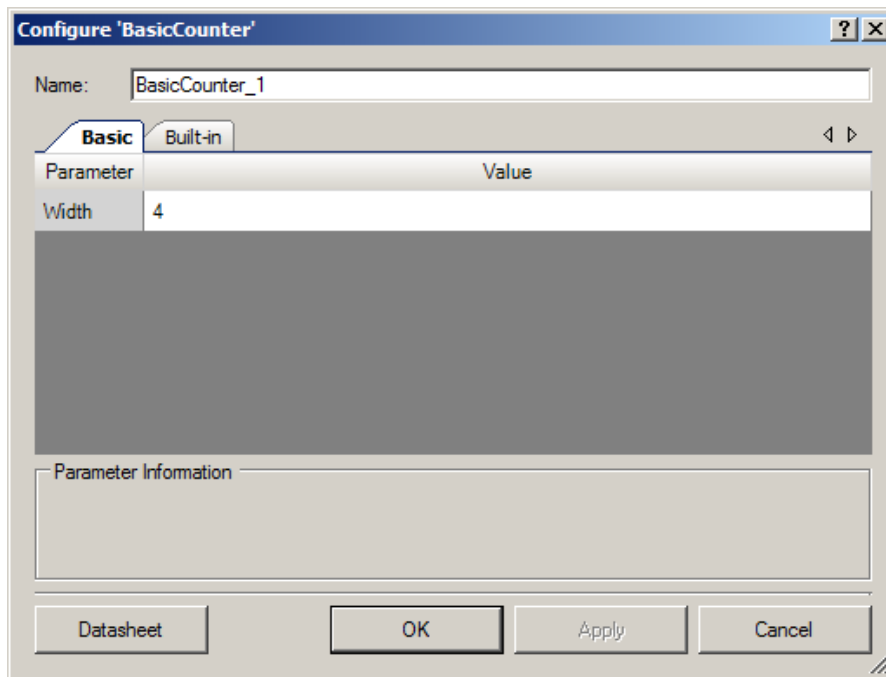 Configure 'BasicCounter'
Name: BasicCounter_1
Basic Built-in
Parameter Value
Width 4
Parameter Information
Datasheet OK Apply Cancel